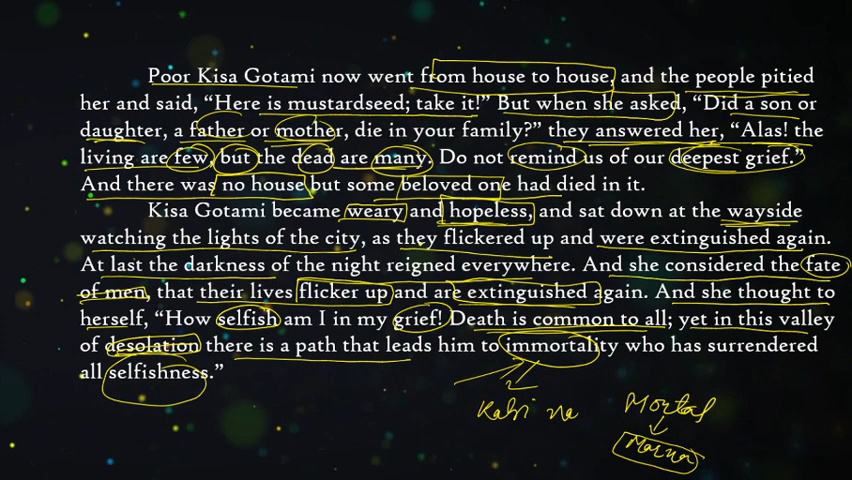 Poor Kisa Gotami now went from house to house, and the people pitied
her and said, “Here is mustardseed; take it!” But when she asked, “Did a son or
daughter, a father or mother, die in your family?” they answered her, “Alas! the
living are few, but the dead are many. Do not remind us of our deepest grief.”
And there was no house but some beloved one had died in it.
Kisa Gotami became weary and hopeless, and sat down at the wayside
watching the lights of the city, as they flickered up and were extinguished again.
At last the darkness of the night reigned everywhere. And she considered the fate
of men, that their lives flicker up and are extinguished again. And she thought to
herself, “How selfish am I in my grief! Death is common to all; yet in this valley
of desolation there is a path that leads him to immortality who has surrendered
all selfishness.”
Kabi na Mortal
Marna